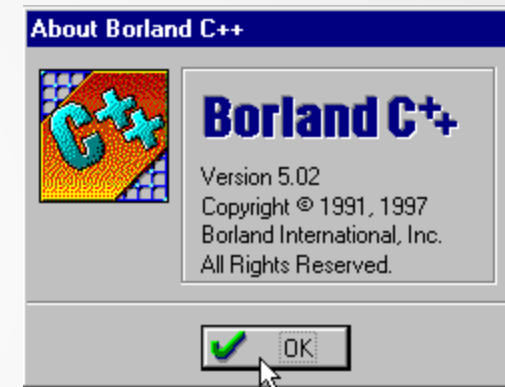 About Borland C++
C++
Borland C++
Version 5.02
Copyright © 1991, 1997
Borland International, Inc.
All Rights Reserved.
OK